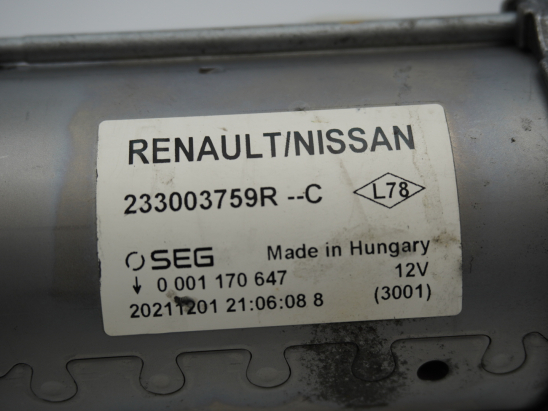 RENAULT/NISSAN
233003759R --C L78
SEG Made in Hungary
↓ 0 001 170 647 12V
20211201 21:06:08 8 (3001)